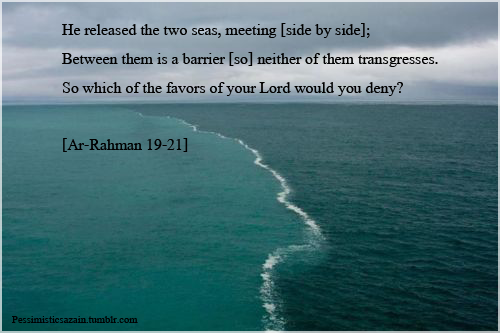 He released the two seas, meeting [side by side];
Between them is a barrier [so] neither of them transgresses.
So which of the favors of your Lord would you deny?
[Ar-Rahman 19-21]
Pessimisticsazain.tumblr.com